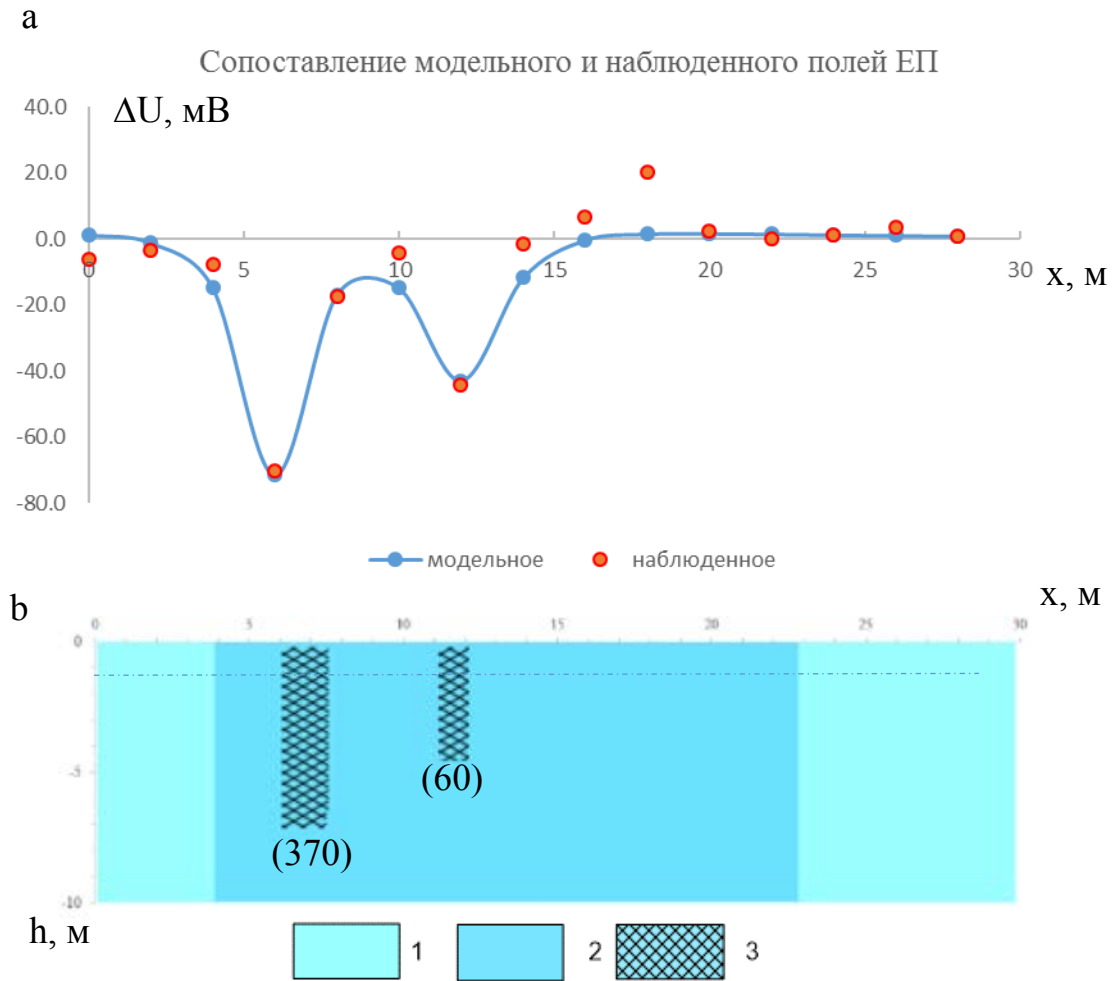 a
Сопоставление модельного и наблюденного полей ЕП
ΔU, мВ
40.0
20.0
0.0
-20.0
-40.0
-60.0
-80.0
0 5 10 15 20 25 30
x, м
модельное наблюденное
b
x, м
0 5 10 15 20 25 30
0
-5
-10
(60)
(370)
h, м
1 2 3